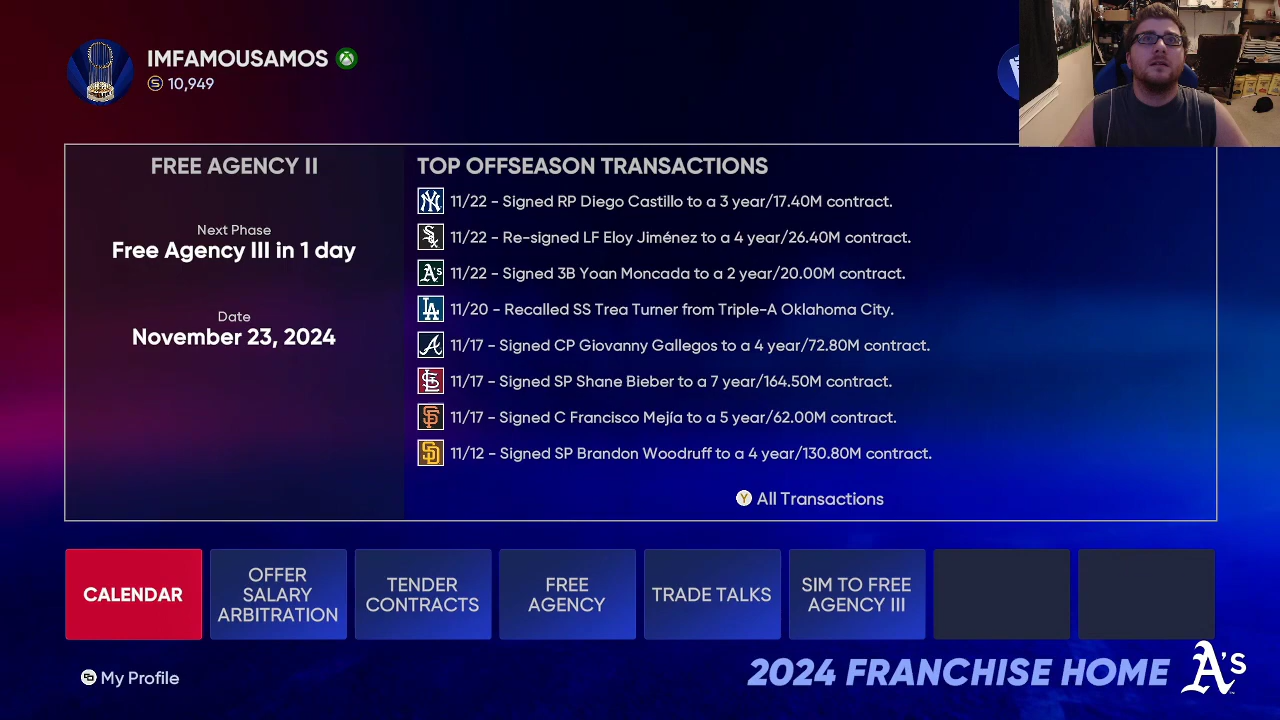 IMFAMOUSAMOS
S 10,949
FREE AGENCY II
Next Phase
Free Agency III in 1 day
Date
November 23, 2024
TOP OFFSEASON TRANSACTIONS
11/22 - Signed RP Diego Castillo to a 3 year/17.40M contract.
11/22 - Re-signed LF Eloy Jiménez to a 4 year/26.40M contract.
A's 11/22 - Signed 3B Yoan Moncada to a 2 year/20.00M contract.
LA 11/20 - Recalled SS Trea Turner from Triple-A Oklahoma City.
A 11/17 - Signed CP Giovanny Gallegos to a 4 year/72.80M contract.
11/17 - Signed SP Shane Bieber to a 7 year/164.50M contract.
SF 11/17 - Signed C Francisco Mejía to a 5 year/62.00M contract.
SD 11/12 - Signed SP Brandon Woodruff to a 4 year/130.80M contract.
Y All Transactions
CALENDAR
OFFER
SALARY
ARBITRATION
TENDER
CONTRACTS
FREE
AGENCY
TRADE TALKS
SIM TO FREE
AGENCY III
My Profile
2024 FRANCHISE HOME A's